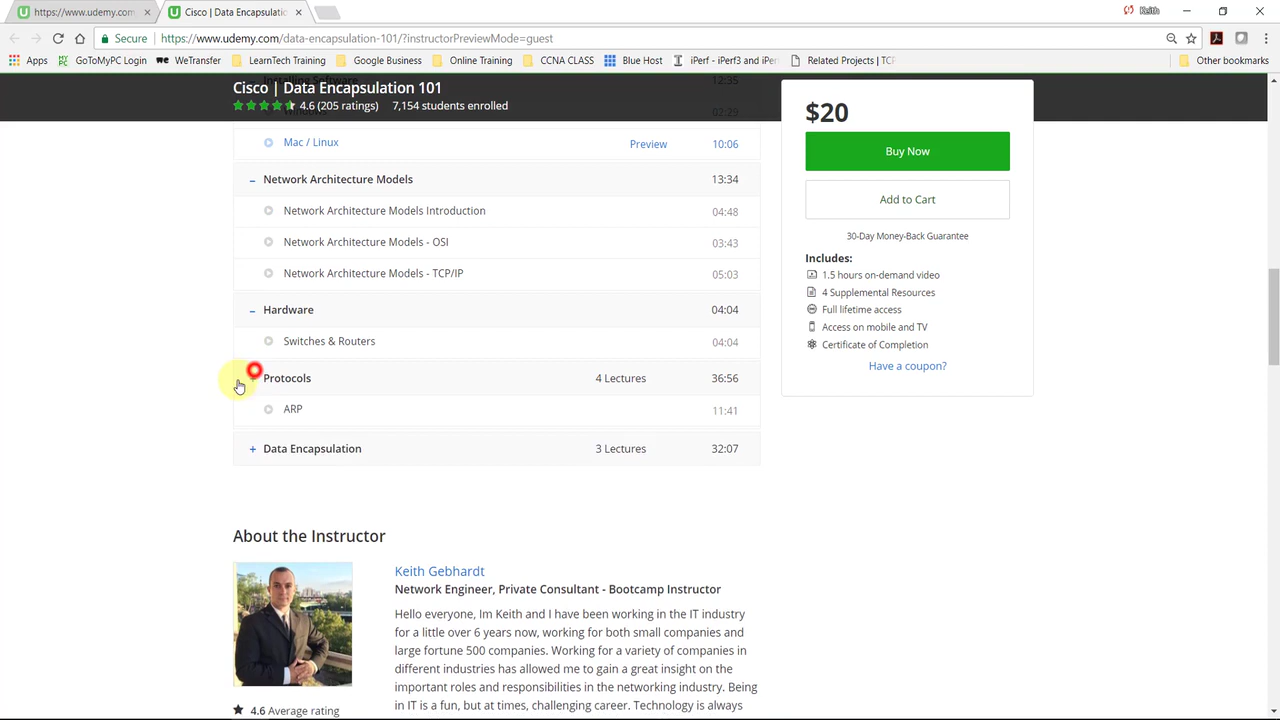 https://www.udemy.com
Cisco | Data Encapsulatio
Keith
Secure
https://www.udemy.com/data-encapsulation-101/?instructorPreviewMode=guest
Apps
GoToMyPC Login
WeTransfer
LearnTech Training
Google Business
Online Training
CCNA CLASS
Blue Host
iPerf - iPerf3 and iPer
Related Projects | TCP
Other bookmarks
Installing Software 12:35
Cisco | Data Encapsulation 101
4.6 (205 ratings) 7,154 students enrolled
Windows 02:29
Mac / Linux Preview 10:06
Network Architecture Models 13:34
Network Architecture Models Introduction 04:48
Network Architecture Models - OSI 03:43
Network Architecture Models - TCP/IP 05:03
Hardware 04:04
Switches & Routers 04:04
Protocols 4 Lectures 36:56
ARP 11:41
+ Data Encapsulation 3 Lectures 32:07
$20
Buy Now
Add to Cart
30-Day Money-Back Guarantee
Includes:
1.5 hours on-demand video
4 Supplemental Resources
Full lifetime access
Access on mobile and TV
Certificate of Completion
Have a coupon?
About the Instructor
Keith Gebhardt
Network Engineer, Private Consultant - Bootcamp Instructor
Hello everyone, Im Keith and I have been working in the IT industry
for a little over 6 years now, working for both small companies and
large fortune 500 companies. Working for a variety of companies in
different industries has allowed me to gain a great insight on the
important roles and responsibilities in the networking industry. Being
in IT is a fun, but at times, challenging career. Technology is always
4.6 Average rating